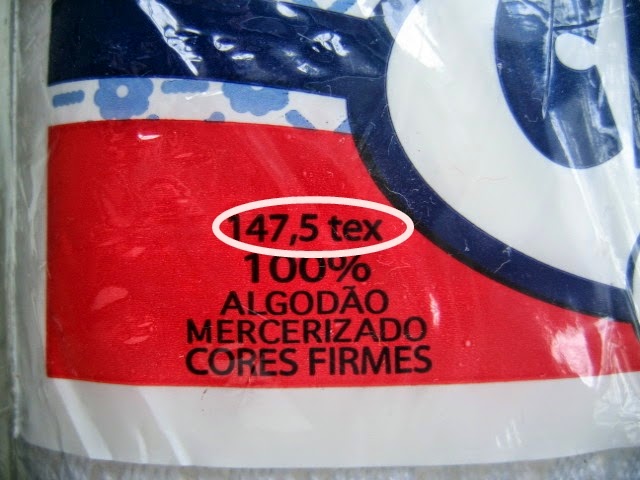 147,5 tex
100%
ALGODÃO
MERCERIZADO
CORES FIRMES